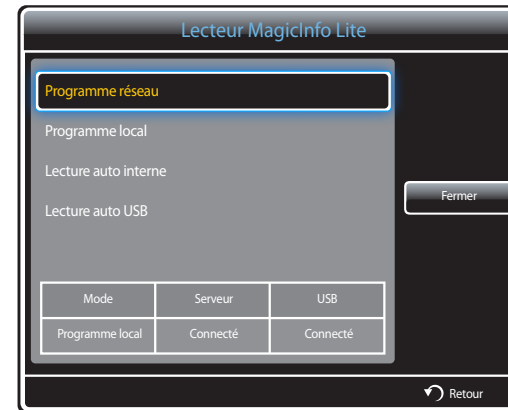 Lecteur MagicInfo Lite
Programme réseau
Programme local
Lecture auto interne
Lecture auto USB
Fermer
Mode Serveur USB
Programme local Connecté Connecté
Retour